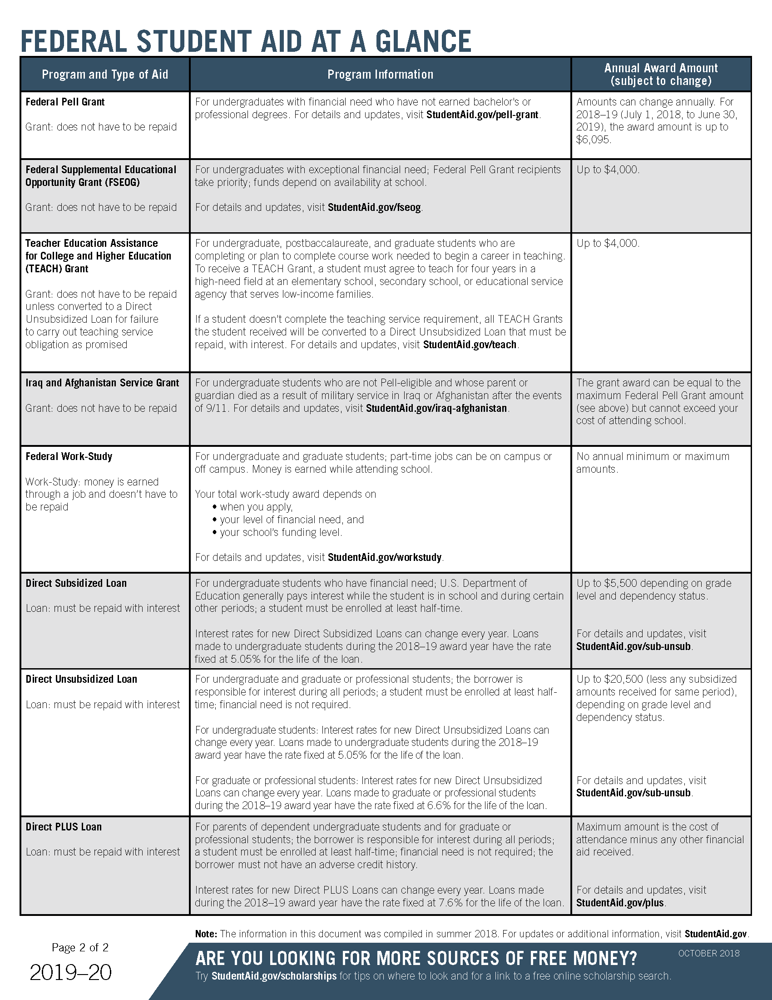 FEDERAL STUDENT AID AT A GLANCE
Program and Type of Aid
Program Information
Annual Award Amount
(subject to change)
Federal Pell Grant
Grant: does not have to be repaid
For undergraduates with financial need who have not earned bachelor's or
professional degrees. For details and updates, visit StudentAid.gov/pell-grant.
Amounts can change annually. For
2018–19 (July 1, 2018, to June 30,
2019), the award amount is up to
$6,095.
Federal Supplemental Educational
Opportunity Grant (FSEOG)
Grant: does not have to be repaid
For undergraduates with exceptional financial need; Federal Pell Grant recipients
take priority; funds depend on availability at school.
For details and updates, visit StudentAid.gov/fseog.
Up to $4,000.
Teacher Education Assistance
for College and Higher Education
(TEACH) Grant
Grant: does not have to be repaid
unless converted to a Direct
Unsubsidized Loan for failure
to carry out teaching service
obligation as promised
For undergraduate, postbaccalaureate, and graduate students who are
completing or plan to complete course work needed to begin a career in teaching.
To receive a TEACH Grant, a student must agree to teach for four years in a
high-need field at an elementary school, secondary school, or educational service
agency that serves low-income families.
If a student doesn't complete the teaching service requirement, all TEACH Grants
the student received will be converted to a Direct Unsubsidized Loan that must be
repaid, with interest. For details and updates, visit StudentAid.gov/teach.
Up to $4,000.
Iraq and Afghanistan Service Grant
Grant: does not have to be repaid
For undergraduate students who are not Pell-eligible and whose parent or
guardian died as a result of military service in Iraq or Afghanistan after the events
of 9/11. For details and updates, visit StudentAid.gov/iraq-afghanistan.
The grant award can be equal to the
maximum Federal Pell Grant amount
(see above) but cannot exceed your
cost of attending school.
Federal Work-Study
Work-Study: money is earned
through a job and doesn't have to
be repaid
For undergraduate and graduate students; part-time jobs can be on campus or
off campus. Money is earned while attending school.
Your total work-study award depends on
• when you apply,
• your level of financial need, and
• your school's funding level.
For details and updates, visit StudentAid.gov/workstudy.
No annual minimum or maximum
amounts.
Direct Subsidized Loan
Loan: must be repaid with interest
For undergraduate students who have financial need; U.S. Department of
Education generally pays interest while the student is in school and during certain
other periods; a student must be enrolled at least half-time.
Interest rates for new Direct Subsidized Loans can change every year. Loans
made to undergraduate students during the 2018–19 award year have the rate
fixed at 5.05% for the life of the loan.
Up to $5,500 depending on grade
level and dependency status.
For details and updates, visit
StudentAid.gov/sub-unsub.
Direct Unsubsidized Loan
Loan: must be repaid with interest
For undergraduate and graduate or professional students; the borrower is
responsible for interest during all periods; a student must be enrolled at least half-
time; financial need is not required.
For undergraduate students: Interest rates for new Direct Unsubsidized Loans can
change every year. Loans made to undergraduate students during the 2018–19
award year have the rate fixed at 5.05% for the life of the loan.
For graduate or professional students: Interest rates for new Direct Unsubsidized
Loans can change every year. Loans made to graduate or professional students
during the 2018–19 award year have the rate fixed at 6.6% for the life of the loan.
Up to $20,500 (less any subsidized
amounts received for same period),
depending on grade level and
dependency status.
For details and updates, visit
StudentAid.gov/sub-unsub.
Direct PLUS Loan
Loan: must be repaid with interest
For parents of dependent undergraduate students and for graduate or
professional students; the borrower is responsible for interest during all periods;
a student must be enrolled at least half-time; financial need is not required; the
borrower must not have an adverse credit history.
Interest rates for new Direct PLUS Loans can change every year. Loans made
during the 2018–19 award year have the rate fixed at 7.6% for the life of the loan.
Maximum amount is the cost of
attendance minus any other financial
aid received.
For details and updates, visit
StudentAid.gov/plus.
Note: The information in this document was compiled in summer 2018. For updates or additional information, visit StudentAid.gov.
Page 2 of 2
2019–20
ARE YOU LOOKING FOR MORE SOURCES OF FREE MONEY?
OCTOBER 2018
Try StudentAid.gov/scholarships for tips on where to look and for a link to a free online scholarship search.